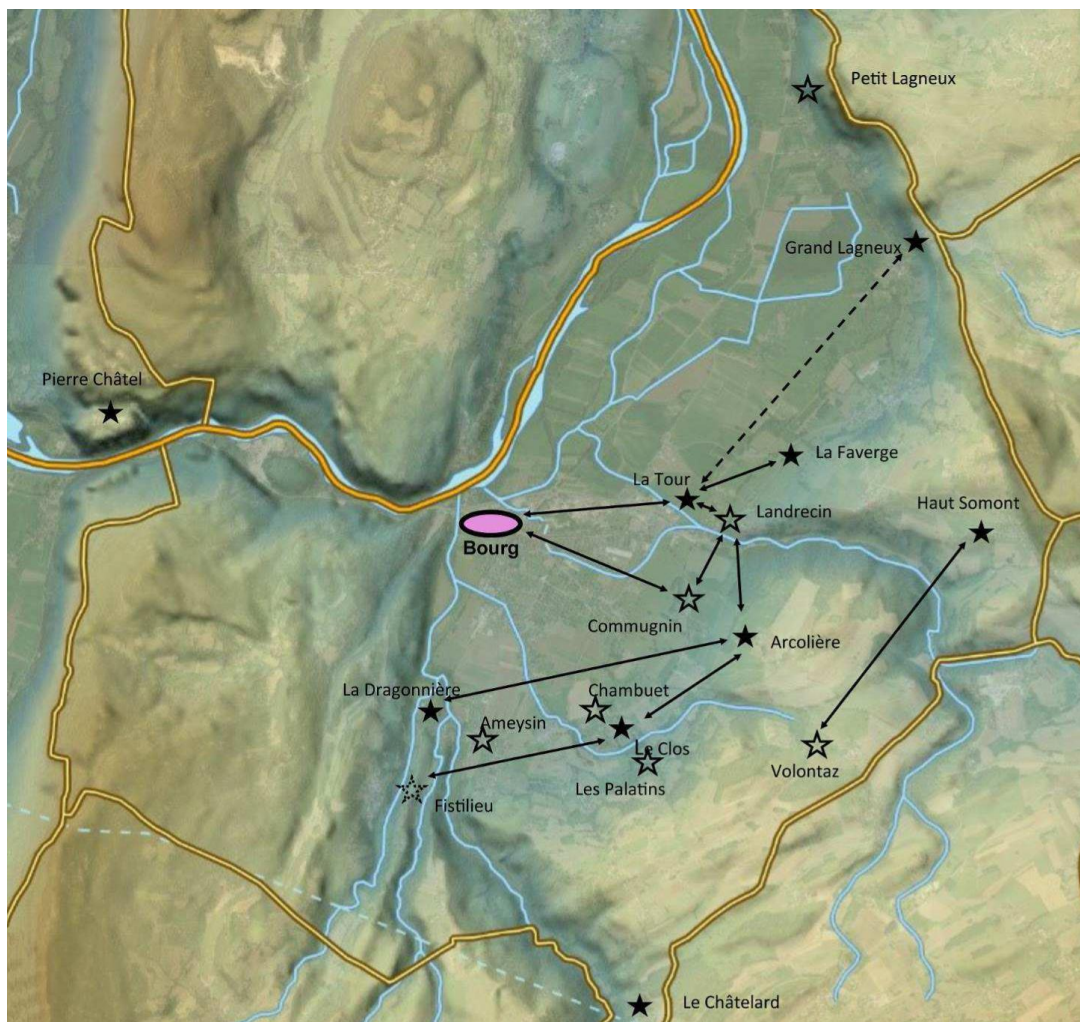 Petit Lagneux
Grand Lagneux
Pierre Châtel
La Faverge
La Tour
Landrecin
Haut Somont
Bourg
Commugnin
Arcolière
La Dragonnière
Chambuet
Ameysin
Le Clos
Volontaz
Les Palatins
Fistilieu
Le Châtelard